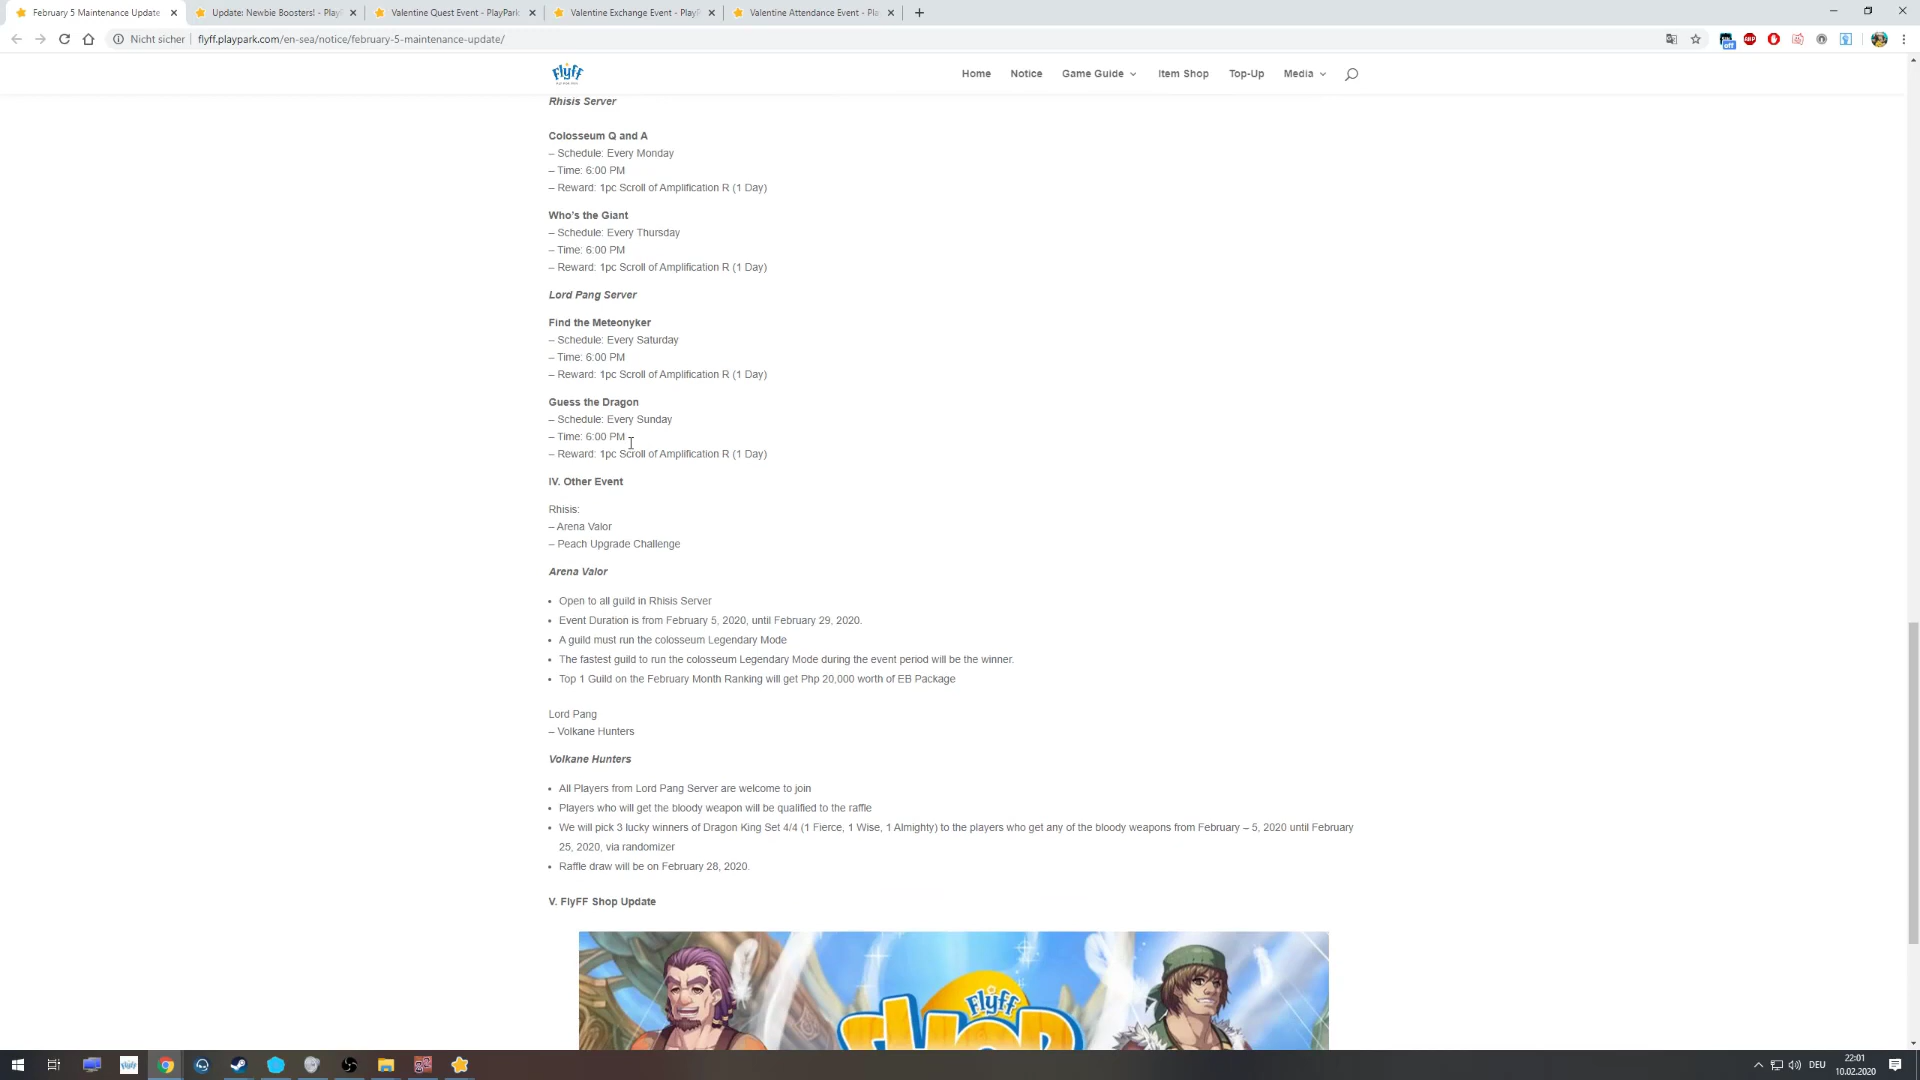 February 5 Maintenance Update
Update: Newbie Boosters! - Play
Valentine Quest Event - PlayPark
Valentine Exchange Event - PlayP
Valentine Attendance Event - Pla
Nicht sicher
flyff.playpark.com/en-sea/notice/february-5-maintenance-update/
off
ABP
Flyff
Home
Notice
Game Guide
Item Shop
Top-Up
Media
Rhisis Server
Colosseum Q and A
– Schedule: Every Monday
– Time: 6:00 PM
– Reward: 1pc Scroll of Amplification R (1 Day)
Who's the Giant
– Schedule: Every Thursday
– Time: 6:00 PM
– Reward: 1pc Scroll of Amplification R (1 Day)
Lord Pang Server
Find the Meteonyker
– Schedule: Every Saturday
– Time: 6:00 PM
– Reward: 1pc Scroll of Amplification R (1 Day)
Guess the Dragon
– Schedule: Every Sunday
– Time: 6:00 PM
– Reward: 1pc Scroll of Amplification R (1 Day)
IV. Other Event
Rhisis:
– Arena Valor
– Peach Upgrade Challenge
Arena Valor
• Open to all guild in Rhisis Server
• Event Duration is from February 5, 2020, until February 29, 2020.
• A guild must run the colosseum Legendary Mode
• The fastest guild to run the colosseum Legendary Mode during the event period will be the winner.
• Top 1 Guild on the February Month Ranking will get Php 20,000 worth of EB Package
Lord Pang
– Volkane Hunters
Volkane Hunters
• All Players from Lord Pang Server are welcome to join
• Players who will get the bloody weapon will be qualified to the raffle
• We will pick 3 lucky winners of Dragon King Set 4/4 (1 Fierce, 1 Wise, 1 Almighty) to the players who get any of the bloody weapons from February – 5, 2020 until February
25, 2020, via randomizer
• Raffle draw will be on February 28, 2020.
V. FlyFF Shop Update
Flyff
SHOP
DEU
22:01
10.02.2020